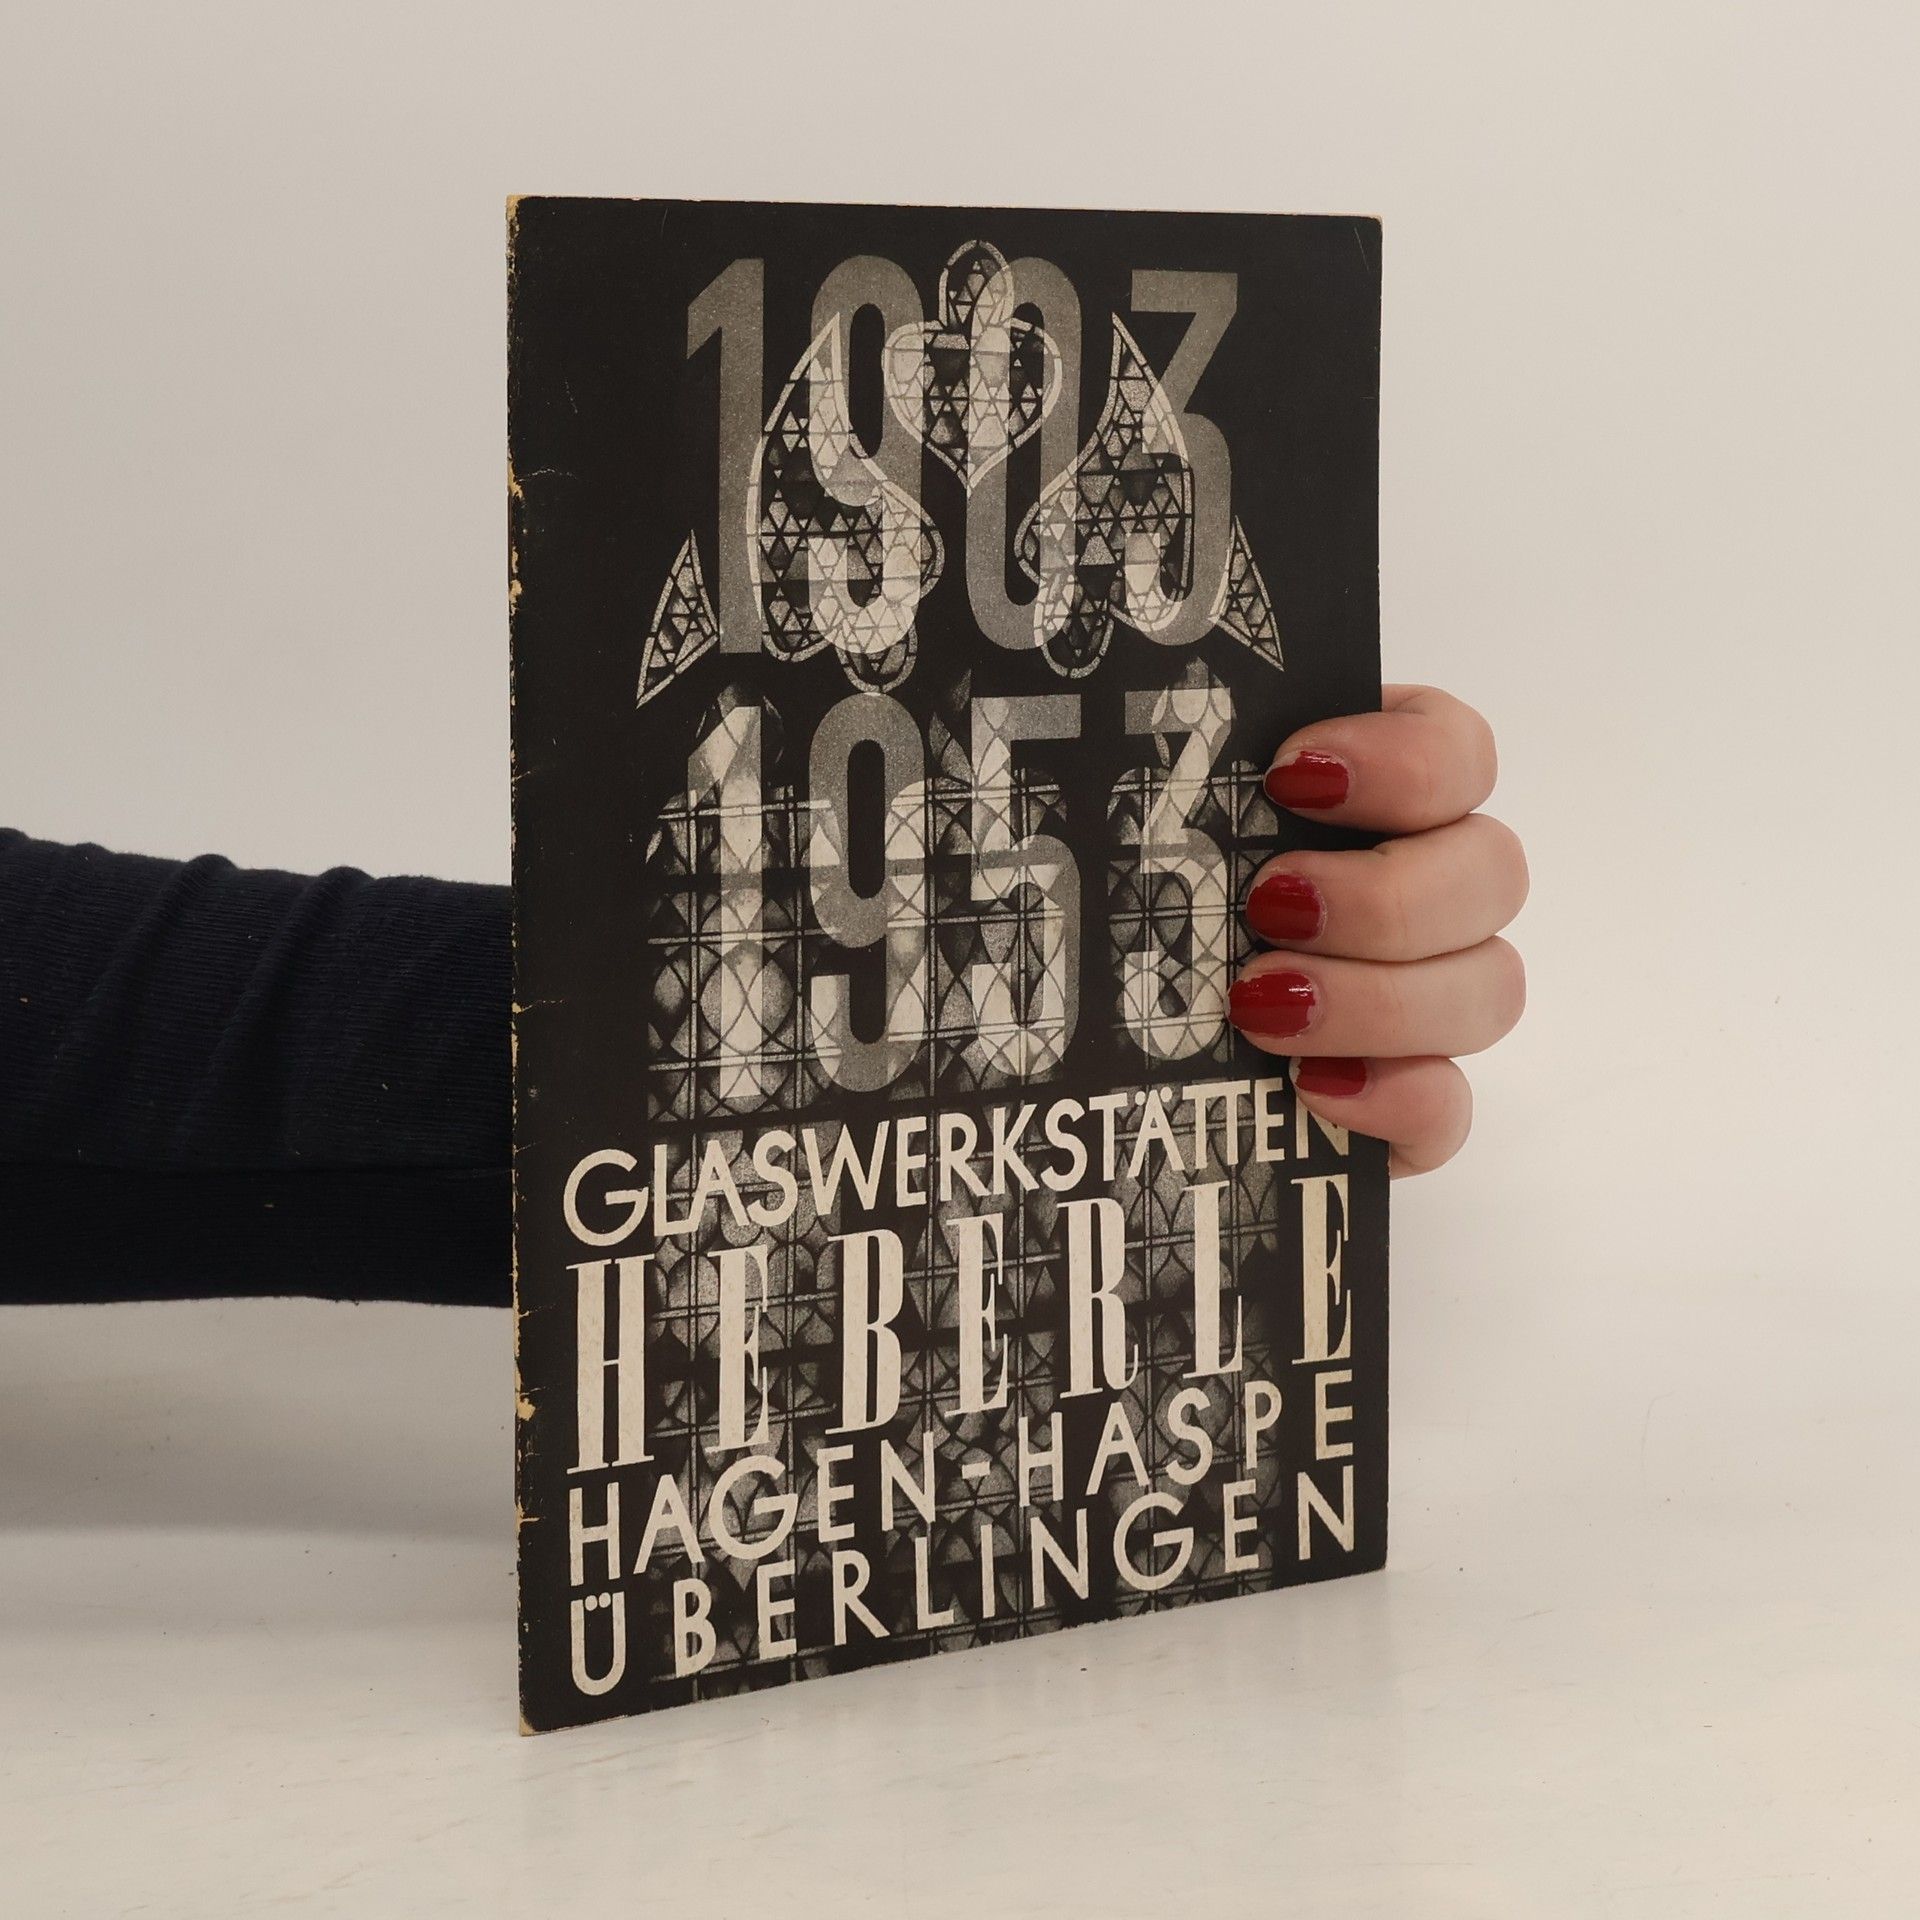 1903
1953
GLASWERKSTÄTTEN
HEBERLE
HAGEN-HASPE
ÜBERLINGEN